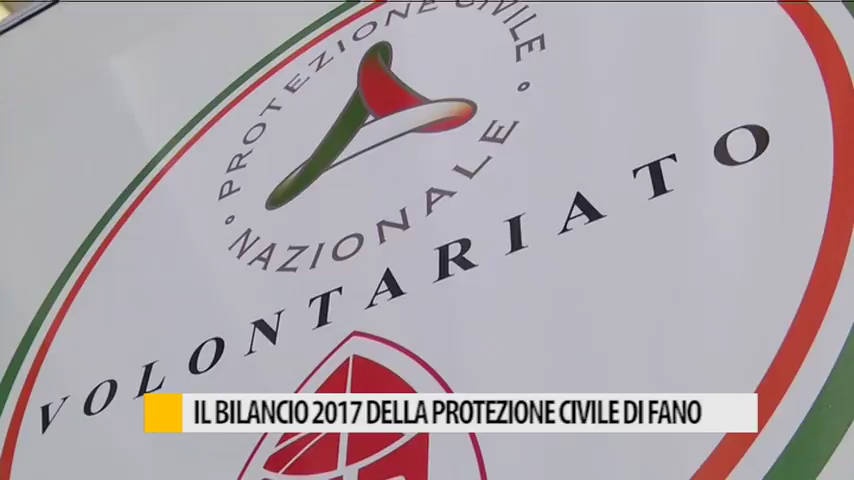 PROTEZIONE CIVILE
NAZIONALE
VOLONTARIATO
IL BILANCIO 2017 DELLA PROTEZIONE CIVILE DI FANO